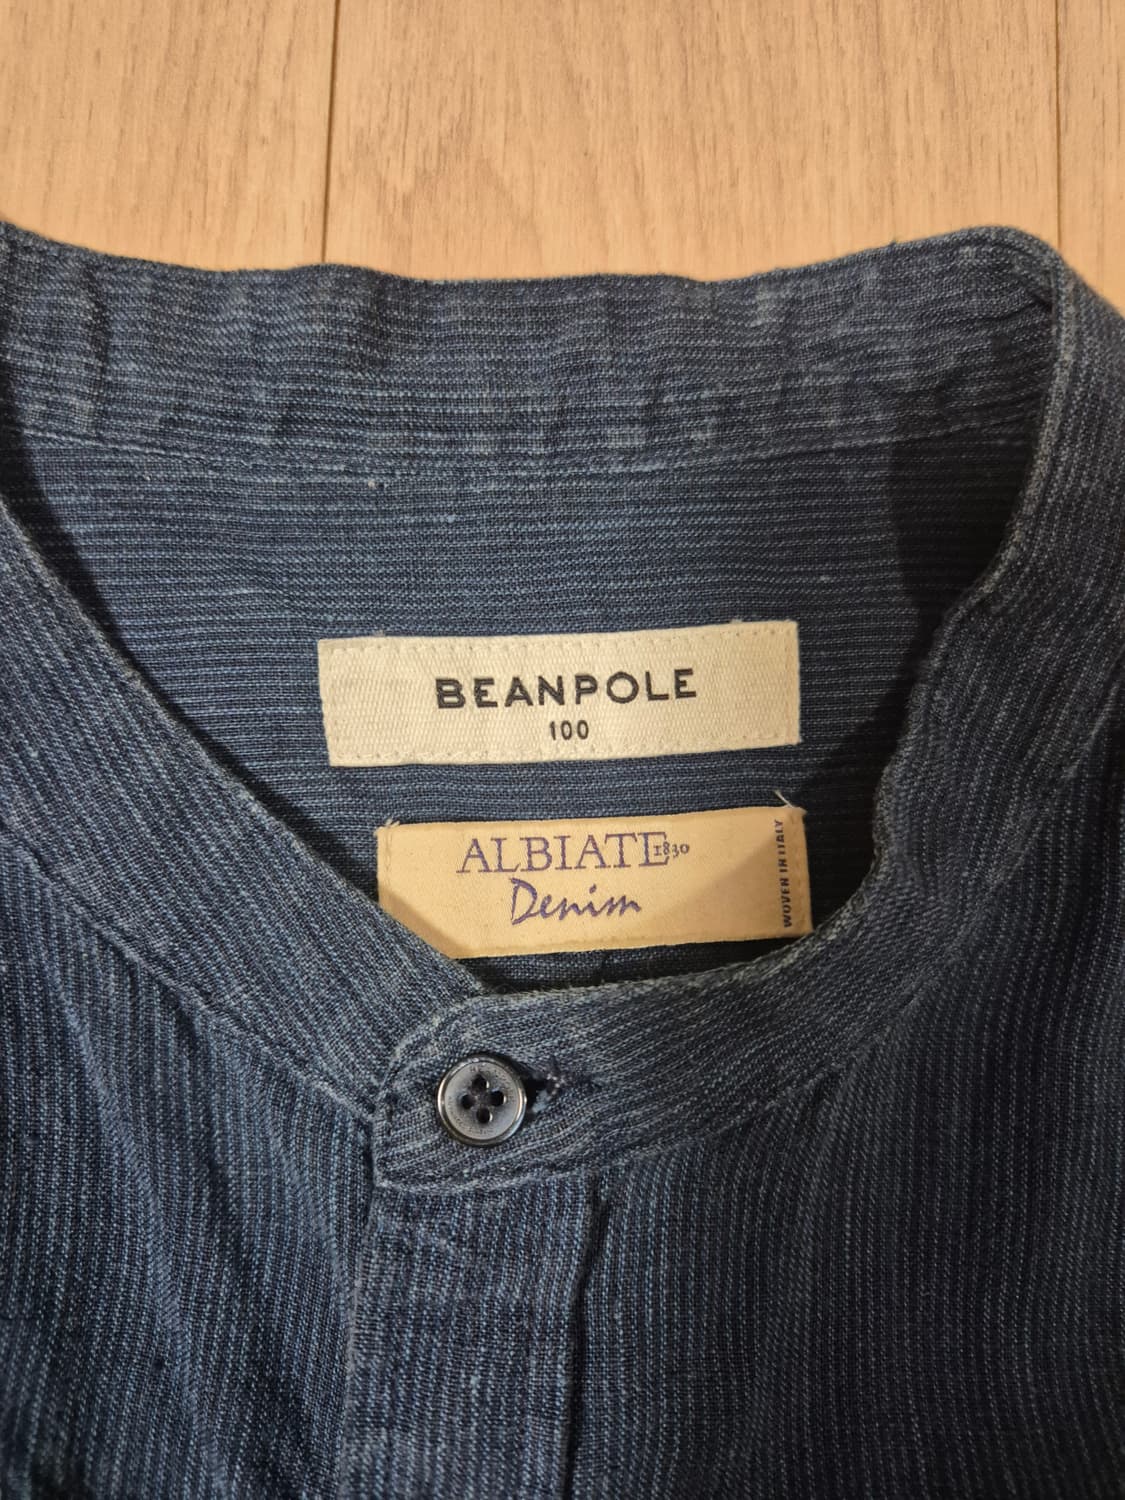 BEANPOLE
100
ALBIATE 1830
Denim
WOVEN IN ITALY